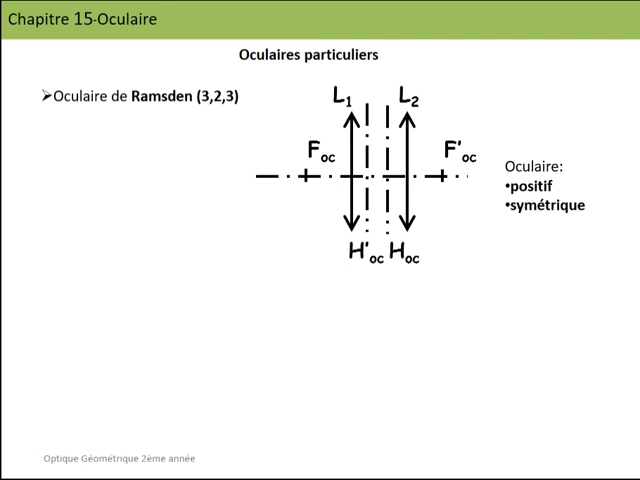 Chapitre 15-Oculaire
Oculaires particuliers
➢Oculaire de Ramsden (3,2,3)
L1 L2
Foc F'oc
Oculaire:
•positif
•symétrique
H'oc Hoc
Optique Géométrique 2ème année